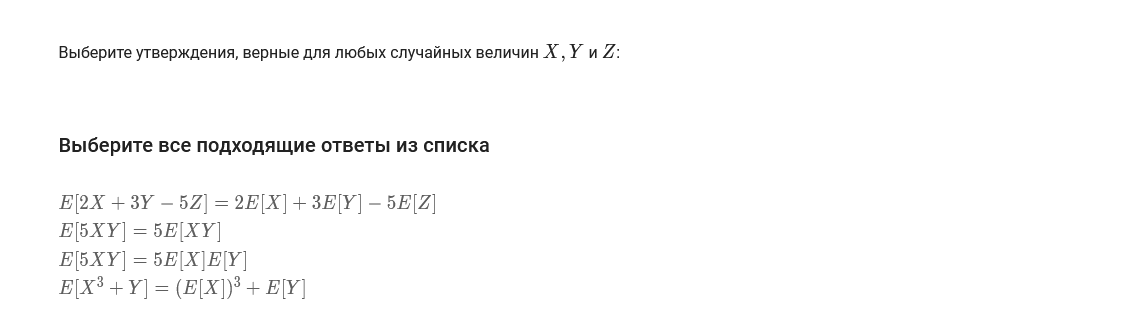 Выберите утверждения, верные для любых случайных величин X, Y и Z:
Выберите все подходящие ответы из списка
E[2X + 3Y − 5Z] = 2E[X] + 3E[Y] − 5E[Z]
E[5XY] = 5E[XY]
E[5XY] = 5E[X]E[Y]
E[X³ + Y] = (E[X])³ + E[Y]